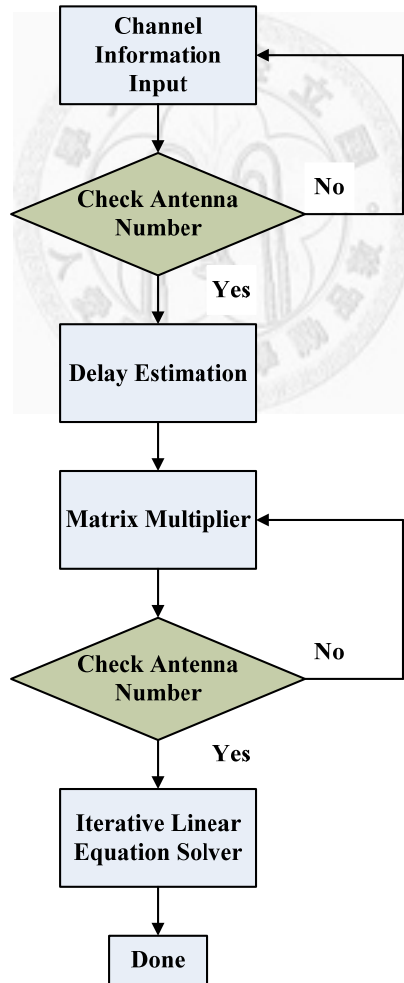 Channel
Information
Input
Check Antenna
Number
No
Yes
Delay Estimation
Matrix Multiplier
Check Antenna
Number
No
Yes
Iterative Linear
Equation Solver
Done